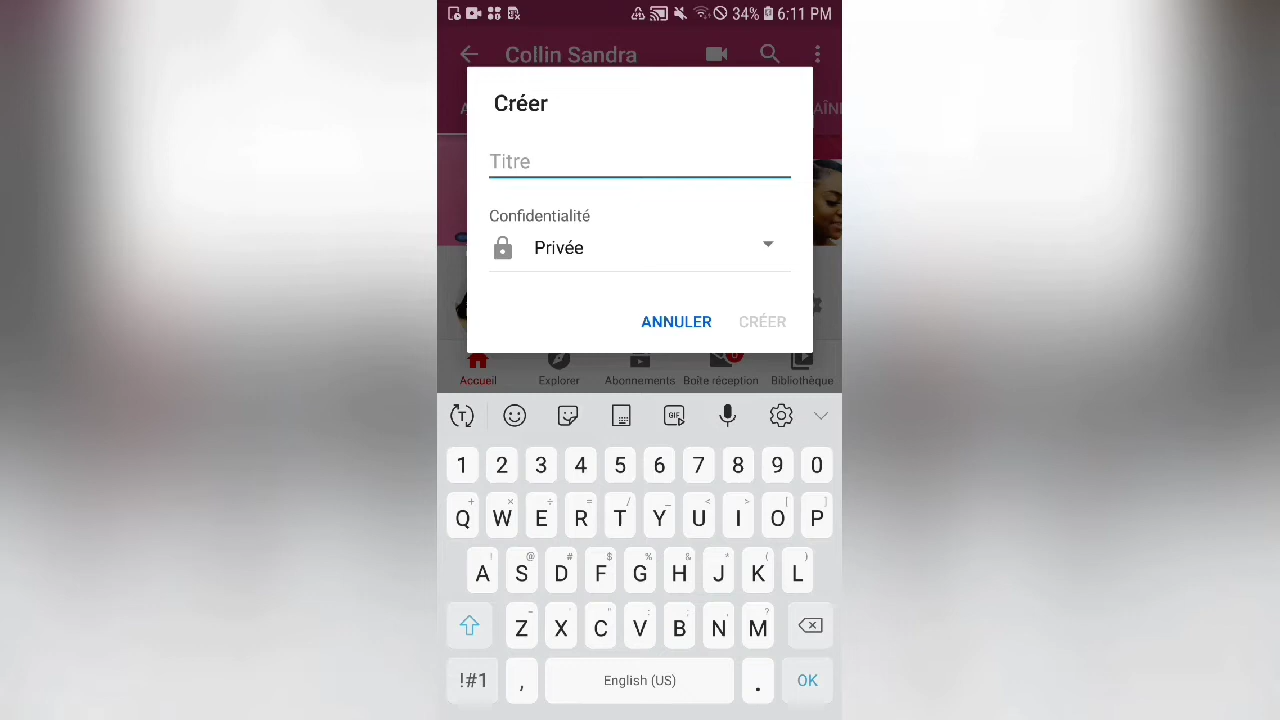 34% 6:11 PM
Collin Sandra
Créer
Titre
Confidentialité
Privée
ANNULER CRÉER
Accueil Explorer Abonnements Boîte réception Bibliothèque
GIF
1 2 3 4 5 6 7 8 9 0
+ × ÷ = / _ < > [ ]
Q W E R T Y U I O P
! @ # $ % & * ( )
A S D F G H J K L
- ' " : ; , ?
Z X C V B N M
!#1 , English (US) . OK